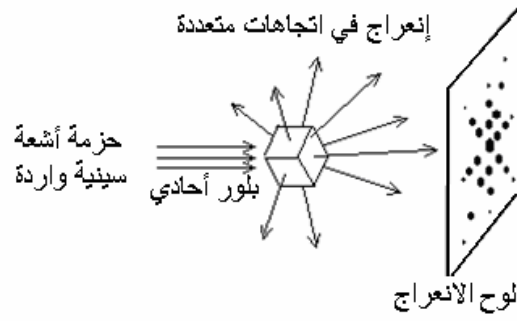 إنعراج في اتجاهات متعددة
حزمة أشعة
سينية واردة
بلور أحادي
لوح الانعراج